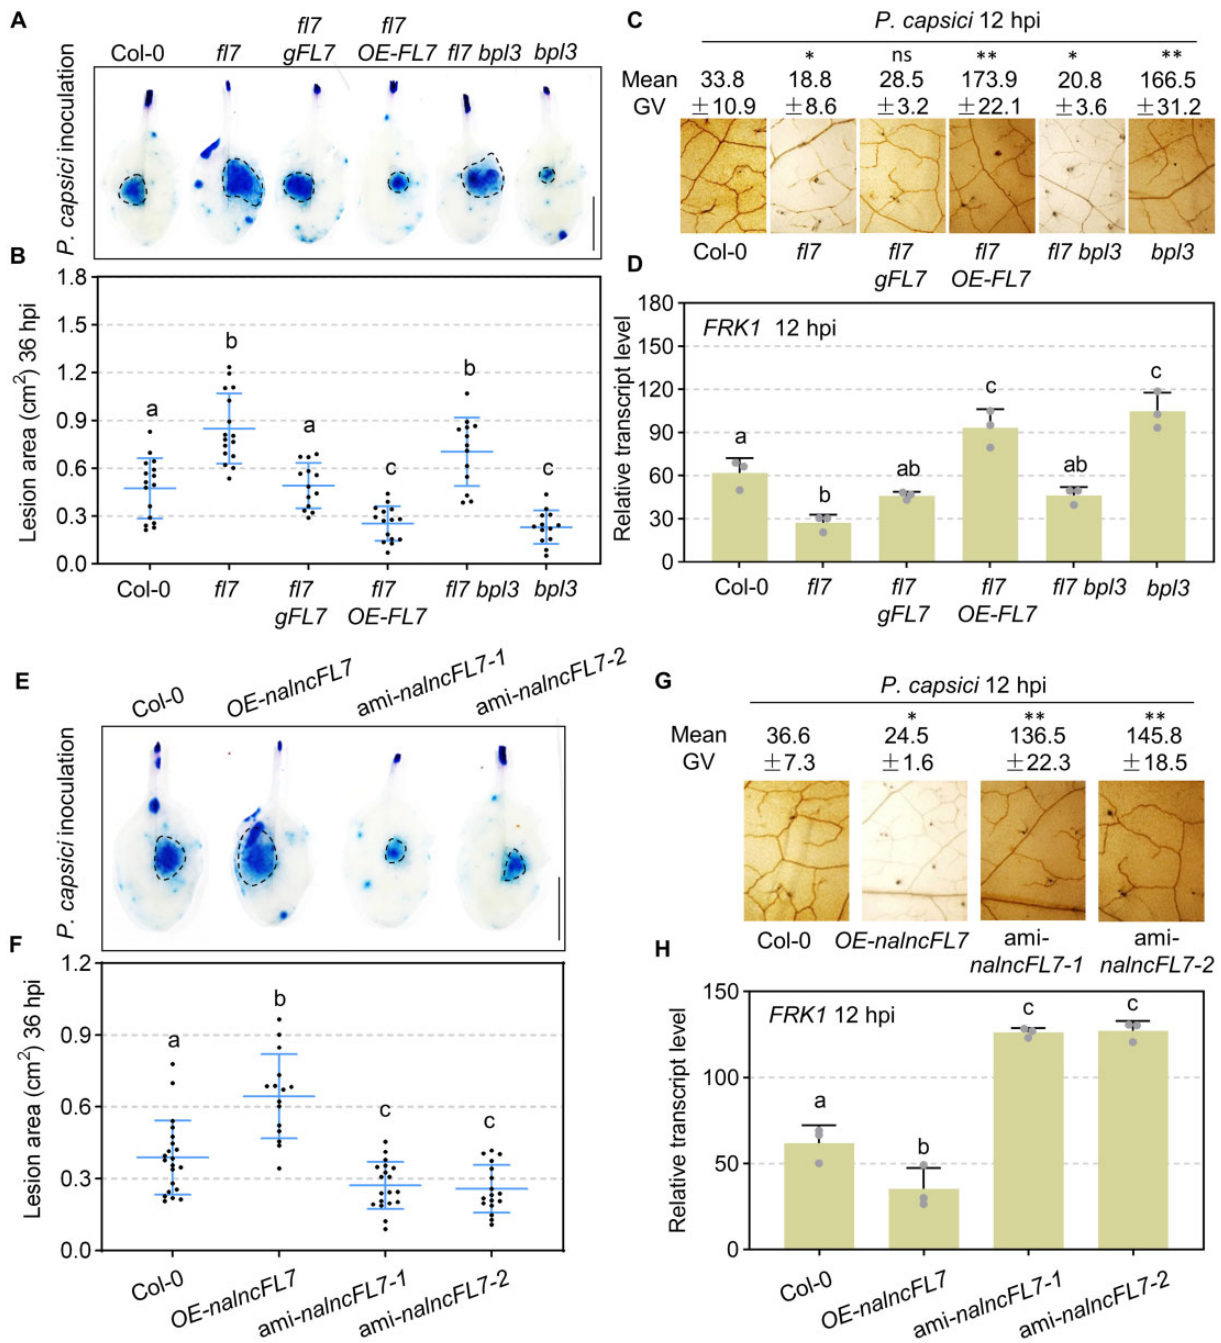 A
Col-0 fl7 fl7 gFL7 fl7 OE-FL7 fl7 bpl3 bpl3
P. capsici inoculation
B
Lesion area (cm2) 36 hpi
1.8
1.5
1.2
0.9
0.6
0.3
0.0
a b a c b c
Col-0 fl7 fl7 gFL7 fl7 OE-FL7 fl7 bpl3 bpl3
C
P. capsici 12 hpi
* ns ** * **
Mean 33.8 18.8 28.5 173.9 20.8 166.5
GV ±10.9 ±8.6 ±3.2 ±22.1 ±3.6 ±31.2
Col-0 fl7 fl7 gFL7 fl7 OE-FL7 fl7 bpl3 bpl3
D
Relative transcript level
FRK1 12 hpi
180
150
120
90
60
30
0
a b ab c ab c
Col-0 fl7 fl7 gFL7 fl7 OE-FL7 fl7 bpl3 bpl3
E
Col-0 OE-nalncFL7 ami-nalncFL7-1 ami-nalncFL7-2
P. capsici inoculation
F
Lesion area (cm2) 36 hpi
1.2
0.9
0.6
0.3
0.0
a b c c
Col-0 OE-nalncFL7 ami-nalncFL7-1 ami-nalncFL7-2
G
P. capsici 12 hpi
* ** **
Mean 36.6 24.5 136.5 145.8
GV ±7.3 ±1.6 ±22.3 ±18.5
Col-0 OE-nalncFL7 ami-nalncFL7-1 ami-nalncFL7-2
H
Relative transcript level
FRK1 12 hpi
150
100
50
0
a b c c
Col-0 OE-nalncFL7 ami-nalncFL7-1 ami-nalncFL7-2